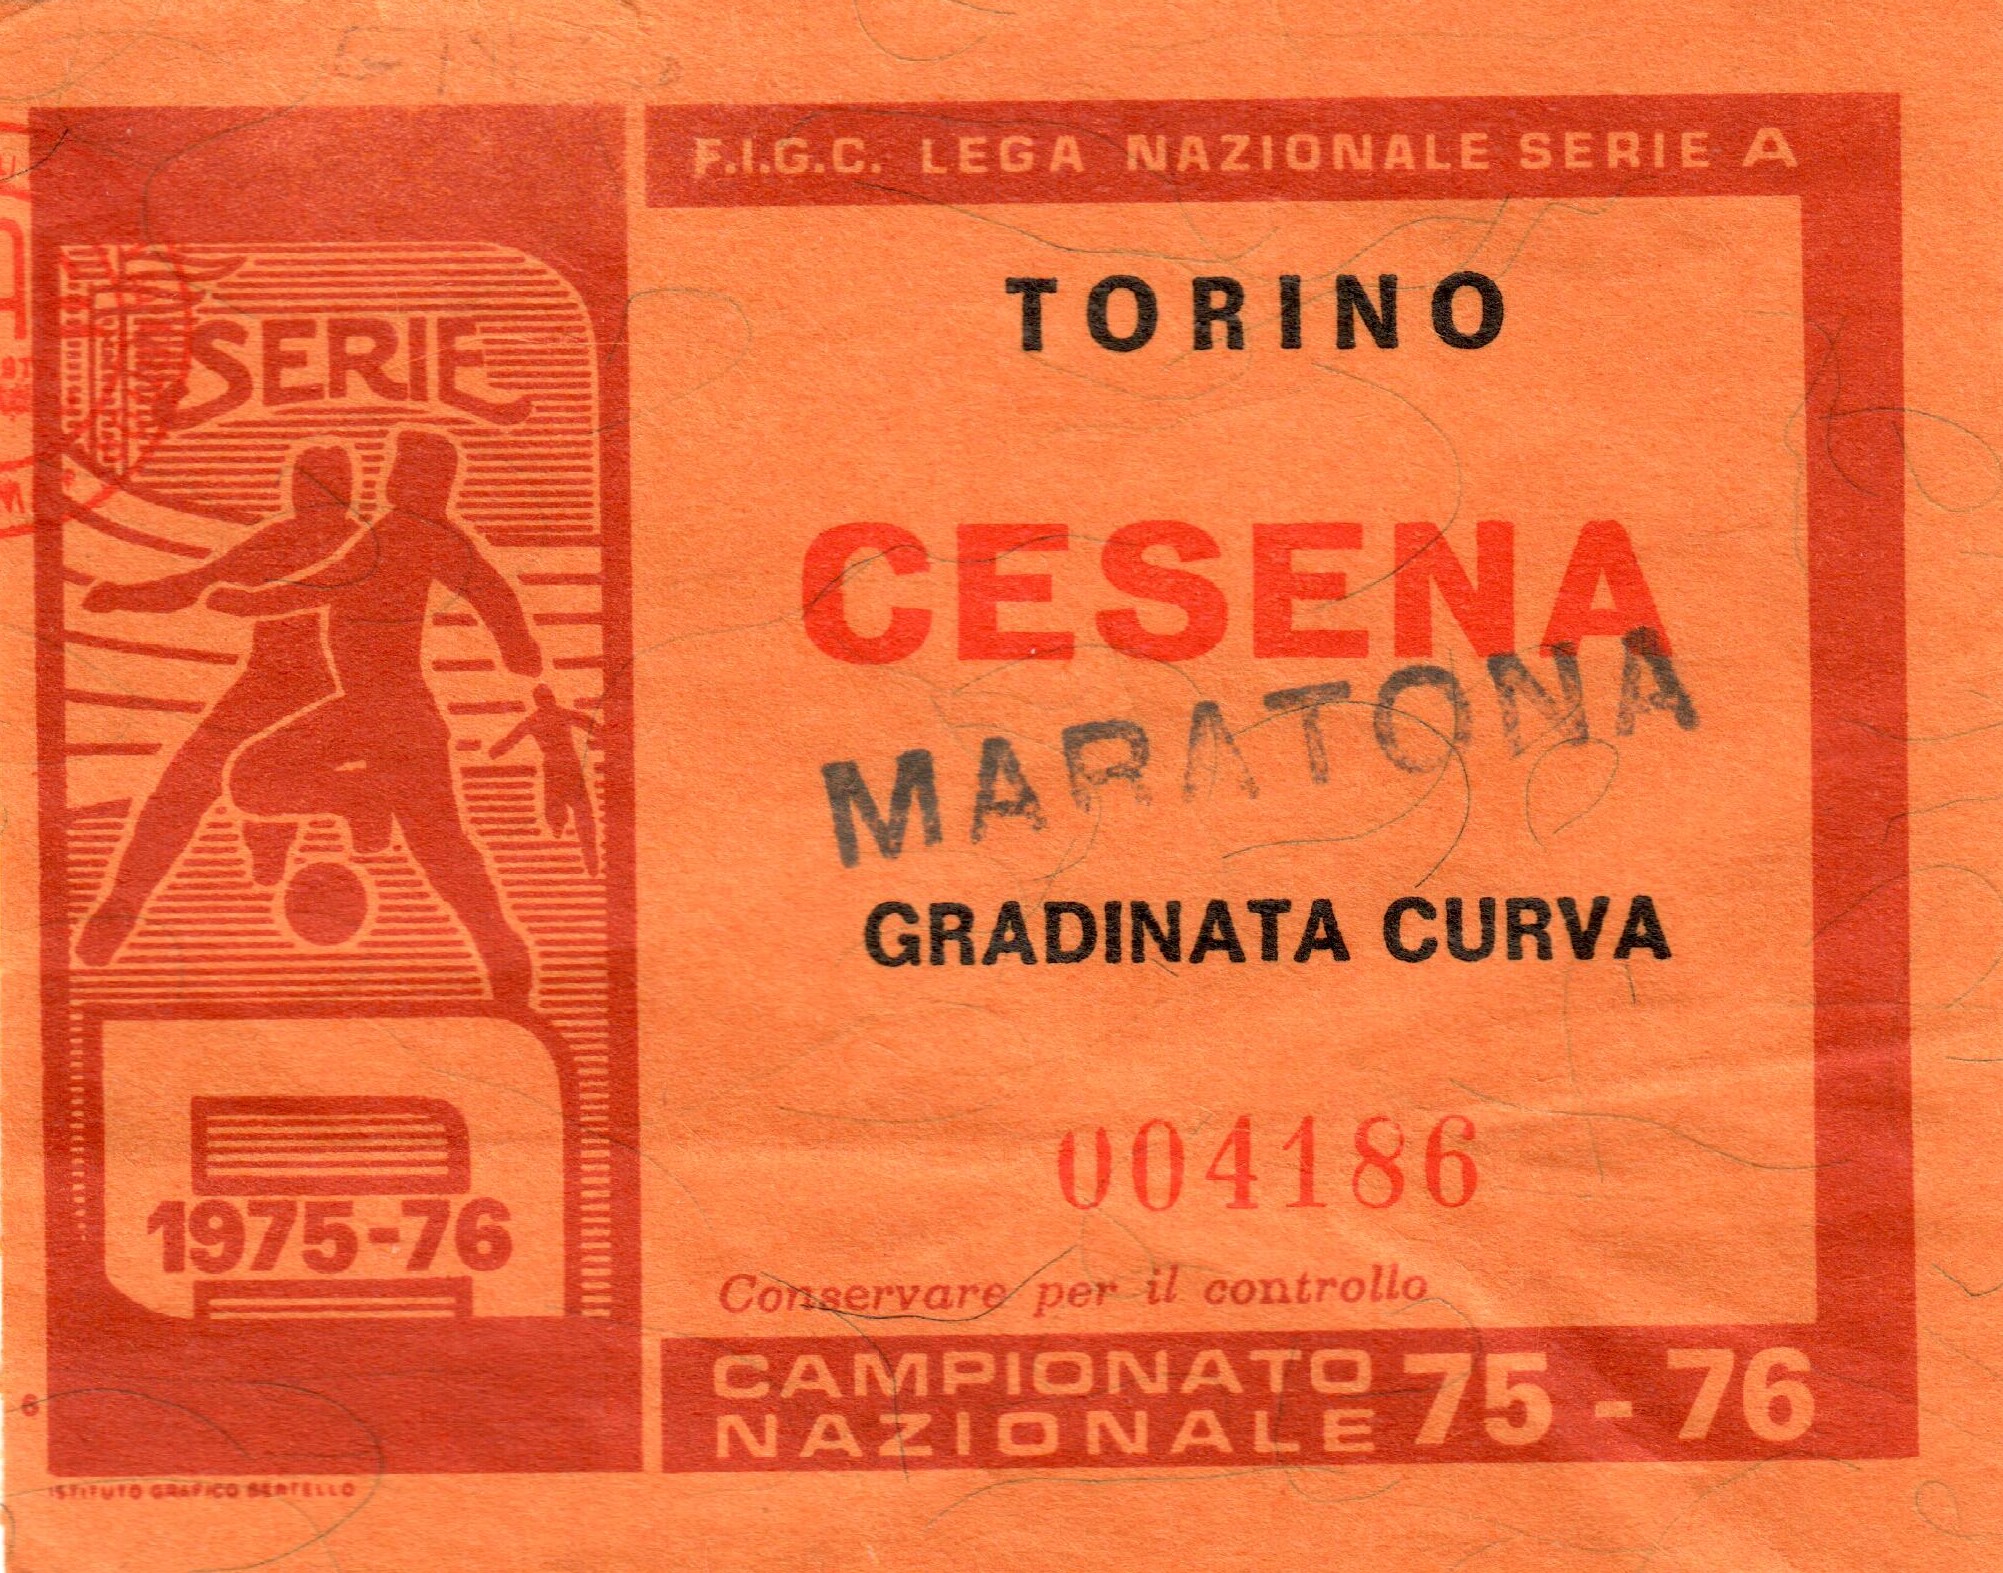 F.I.G.C. LEGA NAZIONALE SERIE A
SERIE
1975-76
TORINO
CESENA
MARATONA
GRADINATA CURVA
004186
Conservare per il controllo
CAMPIONATO
NAZIONALE 75 - 76
6
ISTITUTO GRAFICO BERTELLO